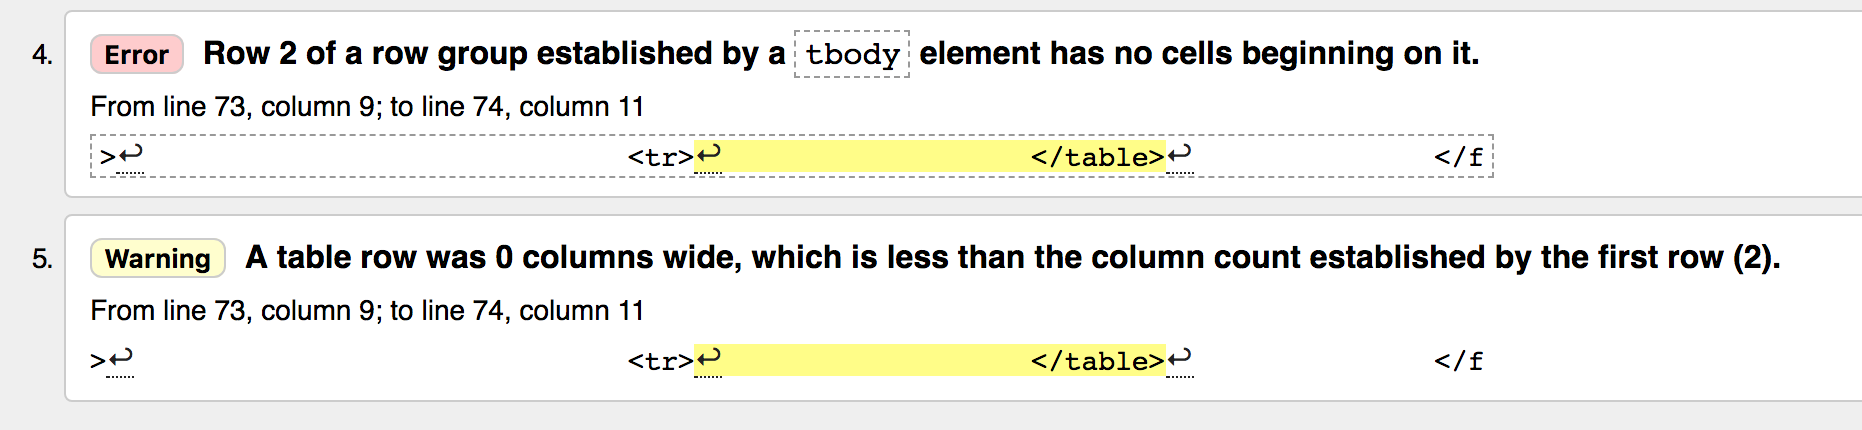 4. Error Row 2 of a row group established by a tbody element has no cells beginning on it.
From line 73, column 9; to line 74, column 11
>↩ <tr>↩ </table>↩ </f
5. Warning A table row was 0 columns wide, which is less than the column count established by the first row (2).
From line 73, column 9; to line 74, column 11
>↩ <tr>↩ </table>↩ </f